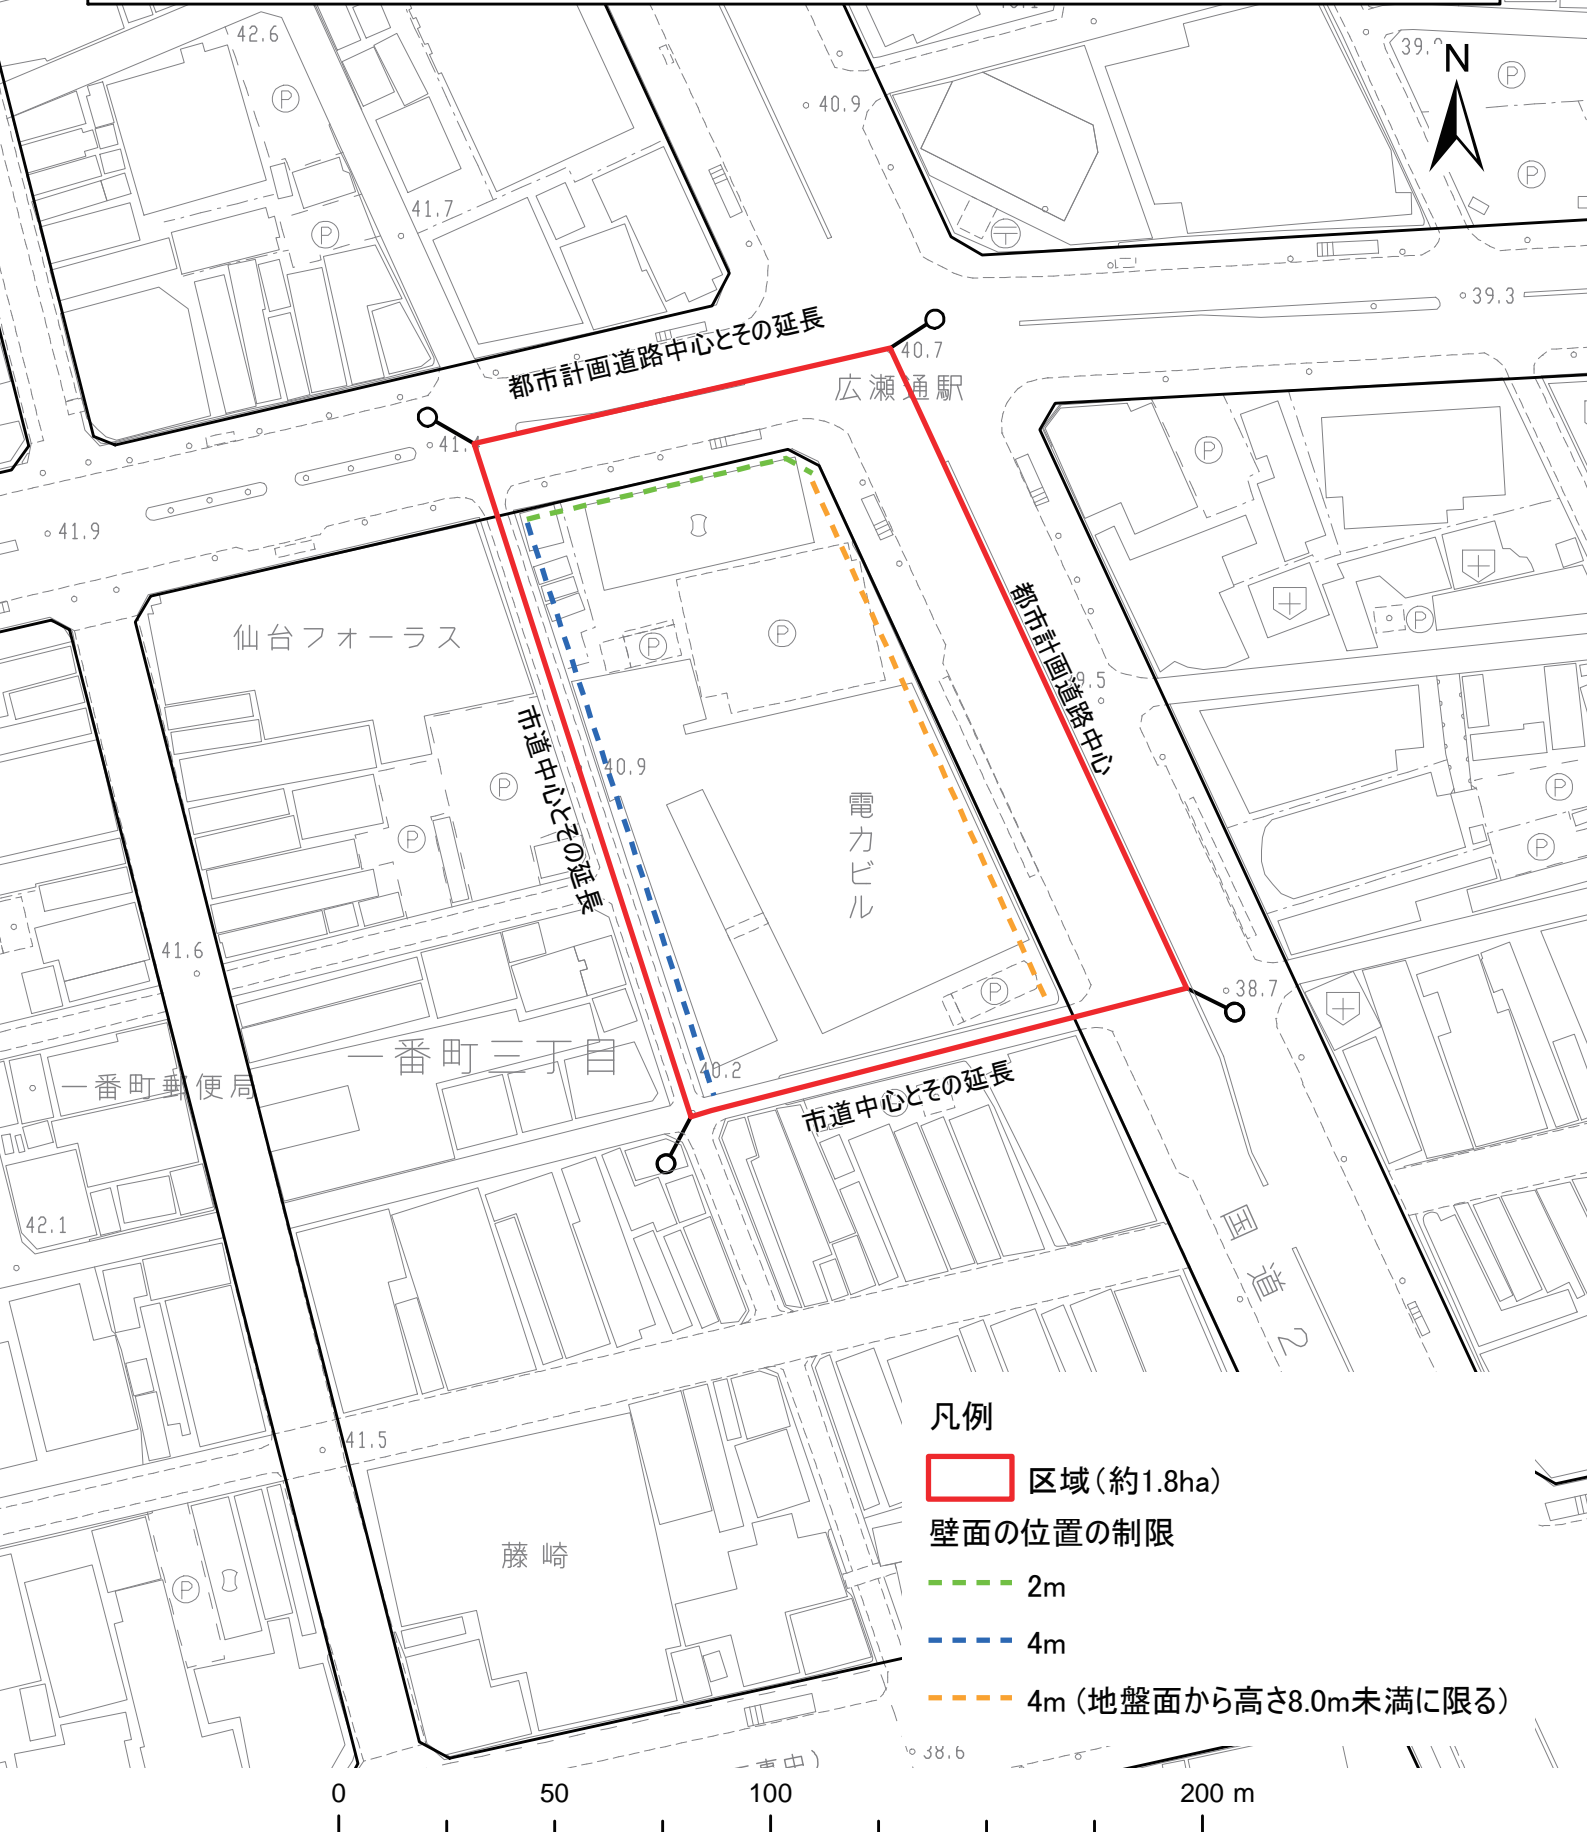 42.6
39.9
N
P
P
40.9
P
41.7
P
39.3
都市計画道路中心とその延長
40.7
広瀬通駅
41.4
41.9
P
仙台フォーラス
P
P
P
都市計画道路中心
39.5
市道中心とその延長
40.9
P
P
電力ビル
P
P
41.6
P
38.7
一番町三丁目
40.2
一番町郵便局
市道中心とその延長
42.1
国道2
41.5
凡例
区域（約1.8ha）
壁面の位置の制限
藤崎
P
2m
4m
4m（地盤面から高さ8.0m未満に限る）
38.6
0 50 100 200 m